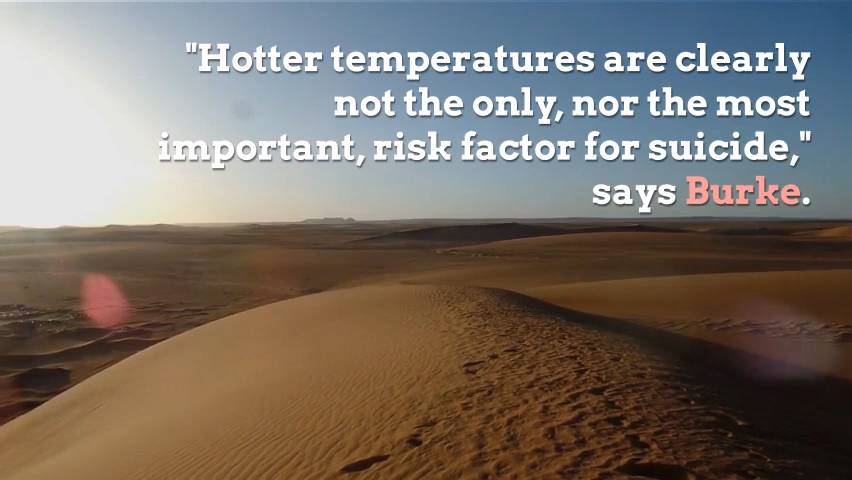 "Hotter temperatures are clearly
not the only, nor the most
important, risk factor for suicide,"
says Burke.